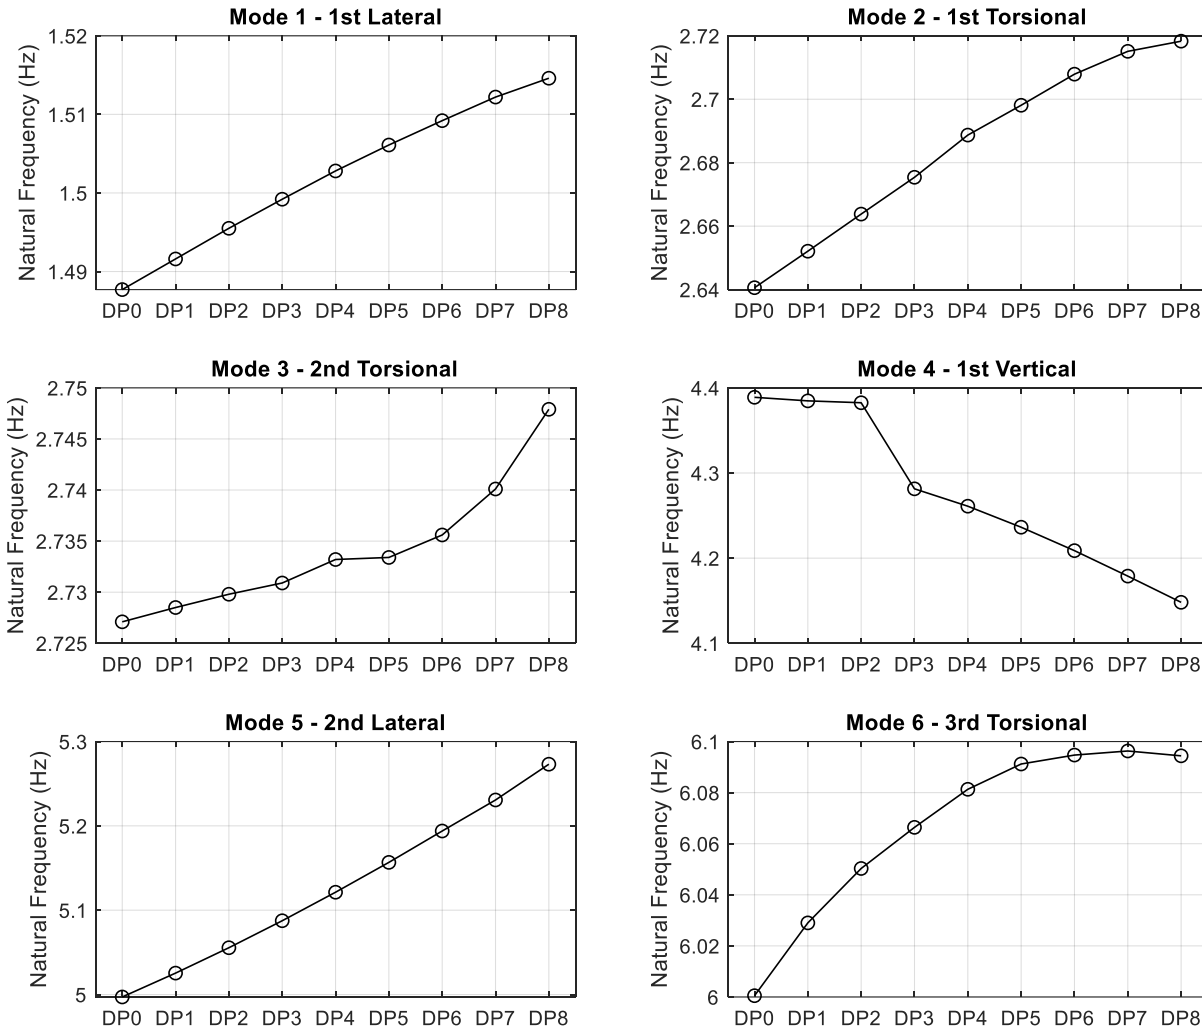 Mode 1 - 1st Lateral
Natural Frequency (Hz)
1.52
1.51
1.5
1.49
DP0 DP1 DP2 DP3 DP4 DP5 DP6 DP7 DP8
Mode 2 - 1st Torsional
Natural Frequency (Hz)
2.72
2.7
2.68
2.66
2.64
DP0 DP1 DP2 DP3 DP4 DP5 DP6 DP7 DP8
Mode 3 - 2nd Torsional
Natural Frequency (Hz)
2.75
2.745
2.74
2.735
2.73
2.725
DP0 DP1 DP2 DP3 DP4 DP5 DP6 DP7 DP8
Mode 4 - 1st Vertical
Natural Frequency (Hz)
4.4
4.3
4.2
4.1
DP0 DP1 DP2 DP3 DP4 DP5 DP6 DP7 DP8
Mode 5 - 2nd Lateral
Natural Frequency (Hz)
5.3
5.2
5.1
5
DP0 DP1 DP2 DP3 DP4 DP5 DP6 DP7 DP8
Mode 6 - 3rd Torsional
Natural Frequency (Hz)
6.1
6.08
6.06
6.04
6.02
6
DP0 DP1 DP2 DP3 DP4 DP5 DP6 DP7 DP8